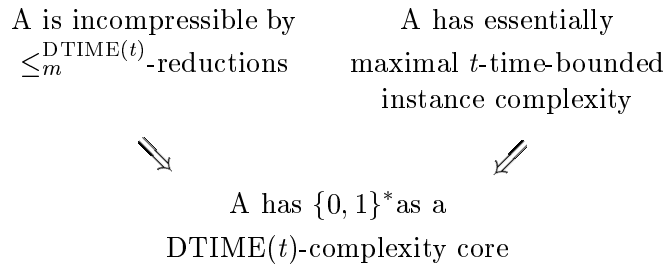 A is incompressible by
≤_m^{DTIME(t)}-reductions
A has essentially
maximal t-time-bounded
instance complexity
A has {0, 1}* as a
DTIME(t)-complexity core